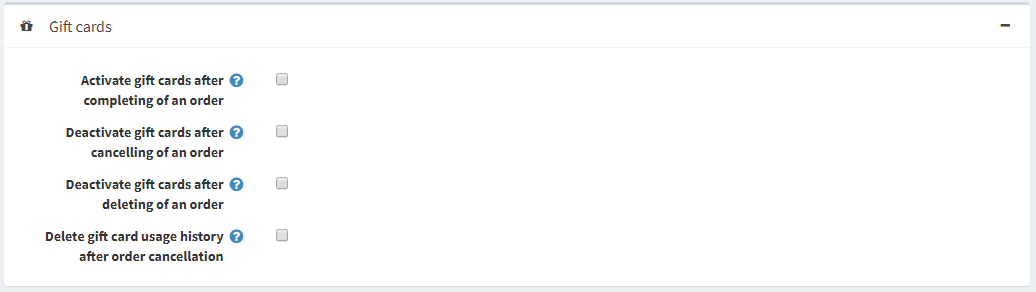 Gift cards
Activate gift cards after
completing of an order
Deactivate gift cards after
cancelling of an order
Deactivate gift cards after
deleting of an order
Delete gift card usage history
after order cancellation